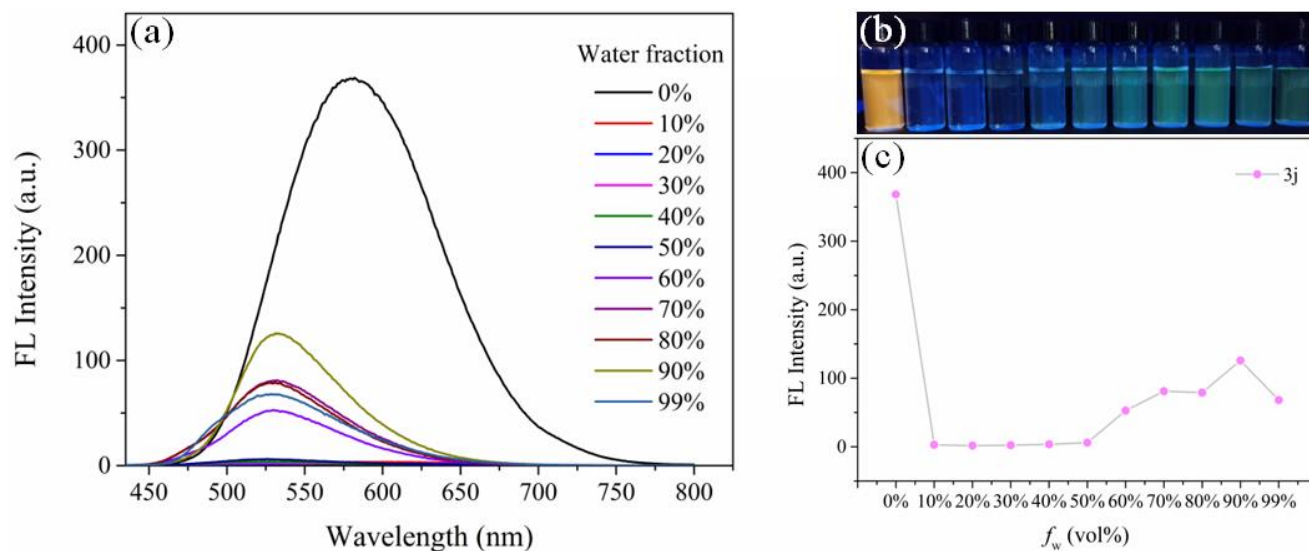 (a)
400
300
200
100
0
FL Intensity (a.u.)
450 500 550 600 650 700 750 800
Wavelength (nm)
Water fraction
0%
10%
20%
30%
40%
50%
60%
70%
80%
90%
99%
(b)
(c)
3j
400
300
200
100
0
FL Intensity (a.u.)
0% 10% 20% 30% 40% 50% 60% 70% 80% 90% 99%
fw (vol%)